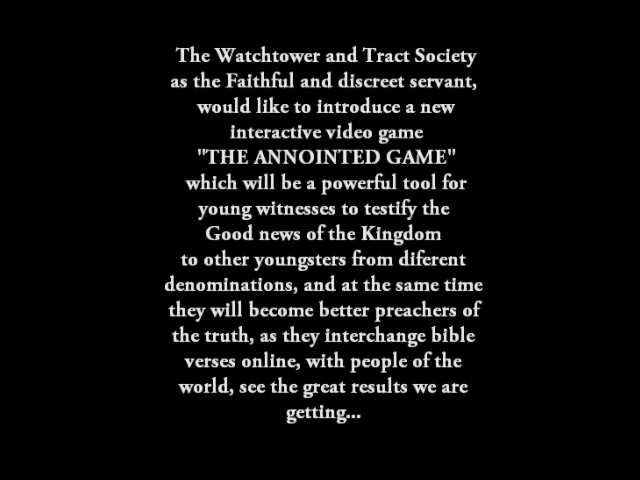 The Watchtower and Tract Society
as the Faithful and discreet servant,
would like to introduce a new
interactive video game
"THE ANNOINTED GAME"
which will be a powerful tool for
young witnesses to testify the
Good news of the Kingdom
to other youngsters from diferent
denominations, and at the same time
they will become better preachers of
the truth, as they interchange bible
verses online, with people of the
world, see the great results we are
getting...